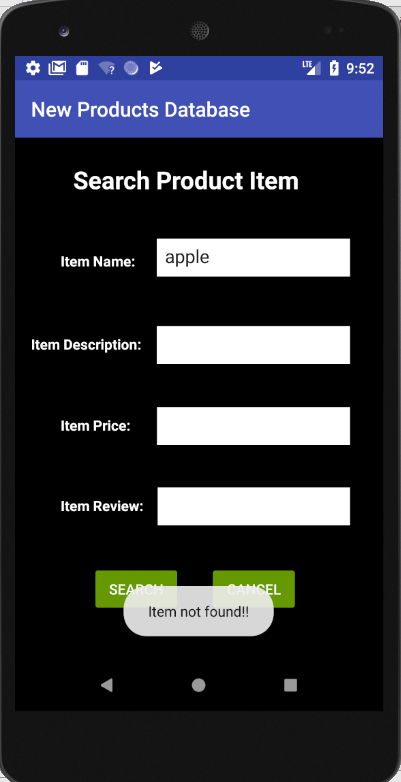 LTE 9:52
New Products Database
Search Product Item
Item Name: apple
Item Description:
Item Price:
Item Review:
SEARCH CANCEL
Item not found!!